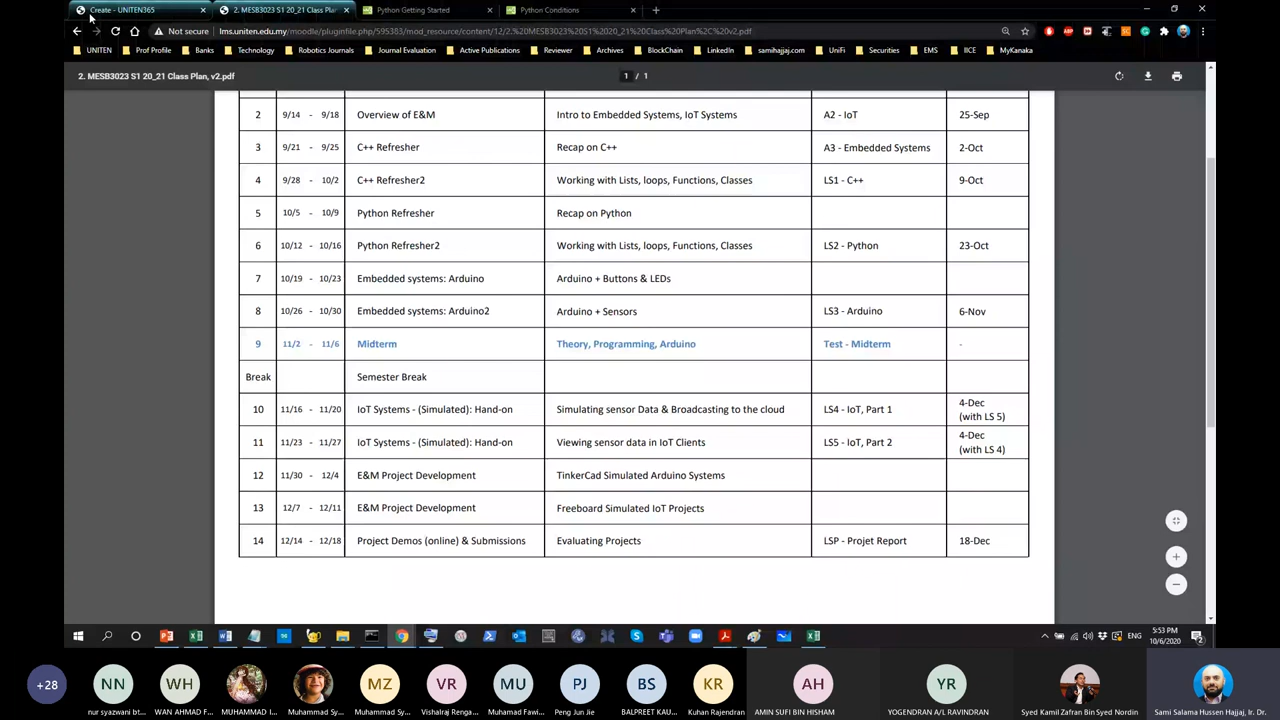 Create - UNITEN365 2. MESB3023 S1 20_21 Class Plan Python Getting Started Python Conditions
Not secure lms.uniten.edu.my/moodle/pluginfile.php/595383/mod_resource/content/12/2.%20MESB3023%20S1%2020_21%20Class%20Plan%2C%20v2.pdf
UNITEN Prof Profile Banks Technology Robotics Journals Journal Evaluation Active Publications Reviewer Archives BlockChain LinkedIn samihajjaj.com UniFi Securities EMS IICE MyKanaka
2. MESB3023 S1 20_21 Class Plan, v2.pdf 1 / 1
2 9/14 - 9/18 Overview of E&M Intro to Embedded Systems, IoT Systems A2 - IoT 25-Sep
3 9/21 - 9/25 C++ Refresher Recap on C++ A3 - Embedded Systems 2-Oct
4 9/28 - 10/2 C++ Refresher2 Working with Lists, loops, Functions, Classes LS1 - C++ 9-Oct
5 10/5 - 10/9 Python Refresher Recap on Python
6 10/12 - 10/16 Python Refresher2 Working with Lists, loops, Functions, Classes LS2 - Python 23-Oct
7 10/19 - 10/23 Embedded systems: Arduino Arduino + Buttons & LEDs
8 10/26 - 10/30 Embedded systems: Arduino2 Arduino + Sensors LS3 - Arduino 6-Nov
9 11/2 - 11/6 Midterm Theory, Programming, Arduino Test - Midterm -
Break Semester Break
10 11/16 - 11/20 IoT Systems - (Simulated): Hand-on Simulating sensor Data & Broadcasting to the cloud LS4 - IoT, Part 1 4-Dec
(with LS 5)
11 11/23 - 11/27 IoT Systems - (Simulated): Hand-on Viewing sensor data in IoT Clients LS5 - IoT, Part 2 4-Dec
(with LS 4)
12 11/30 - 12/4 E&M Project Development TinkerCad Simulated Arduino Systems
13 12/7 - 12/11 E&M Project Development Freeboard Simulated IoT Projects
14 12/14 - 12/18 Project Demos (online) & Submissions Evaluating Projects LSP - Projet Report 18-Dec
ENG 5:53 PM
10/6/2020
+28 NN WH MZ VR MU PJ BS KR AH YR
nur syazwani bt... WAN AHMAD F... MUHAMMAD I... Muhammad Sy... Muhammad Sy... Vishalraj Renga... Muhamad Fawi... Peng Jun Jie BALPREET KAU... Kuhan Rajendran AMIN SUFI BIN HISHAM YOGENDRAN A/L RAVINDRAN Syed Kamil Zafran Bin Syed Nordin Sami Salama Hussen Hajjaj, Ir. Dr.